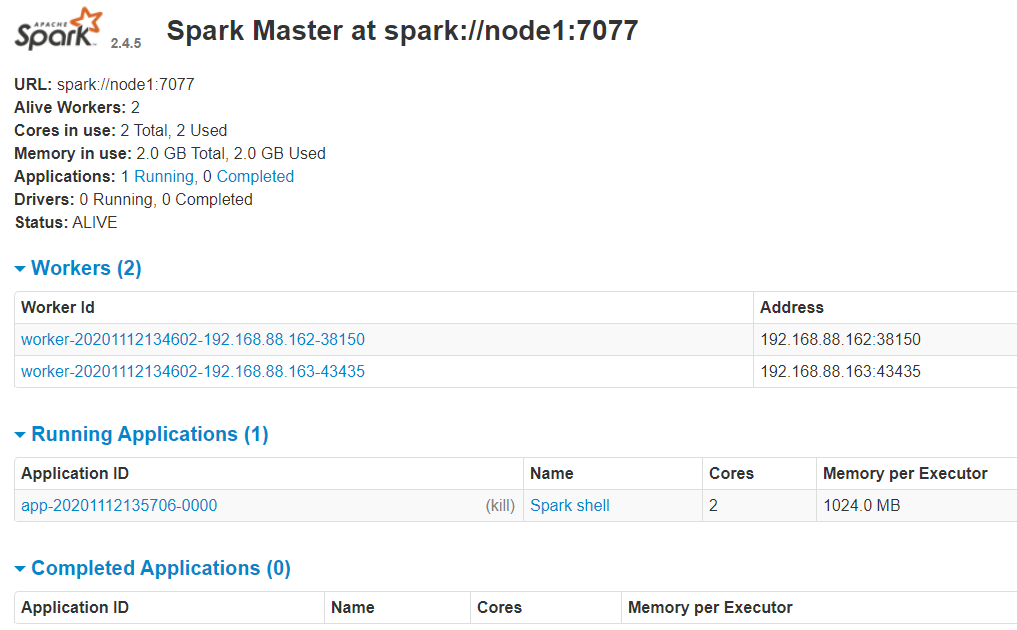 APACHE
Spark™ 2.4.5 Spark Master at spark://node1:7077
URL: spark://node1:7077
Alive Workers: 2
Cores in use: 2 Total, 2 Used
Memory in use: 2.0 GB Total, 2.0 GB Used
Applications: 1 Running, 0 Completed
Drivers: 0 Running, 0 Completed
Status: ALIVE
Workers (2)
Worker Id Address
worker-20201112134602-192.168.88.162-38150 192.168.88.162:38150
worker-20201112134602-192.168.88.163-43435 192.168.88.163:43435
Running Applications (1)
Application ID Name Cores Memory per Executor
app-20201112135706-0000 (kill) Spark shell 2 1024.0 MB
Completed Applications (0)
Application ID Name Cores Memory per Executor